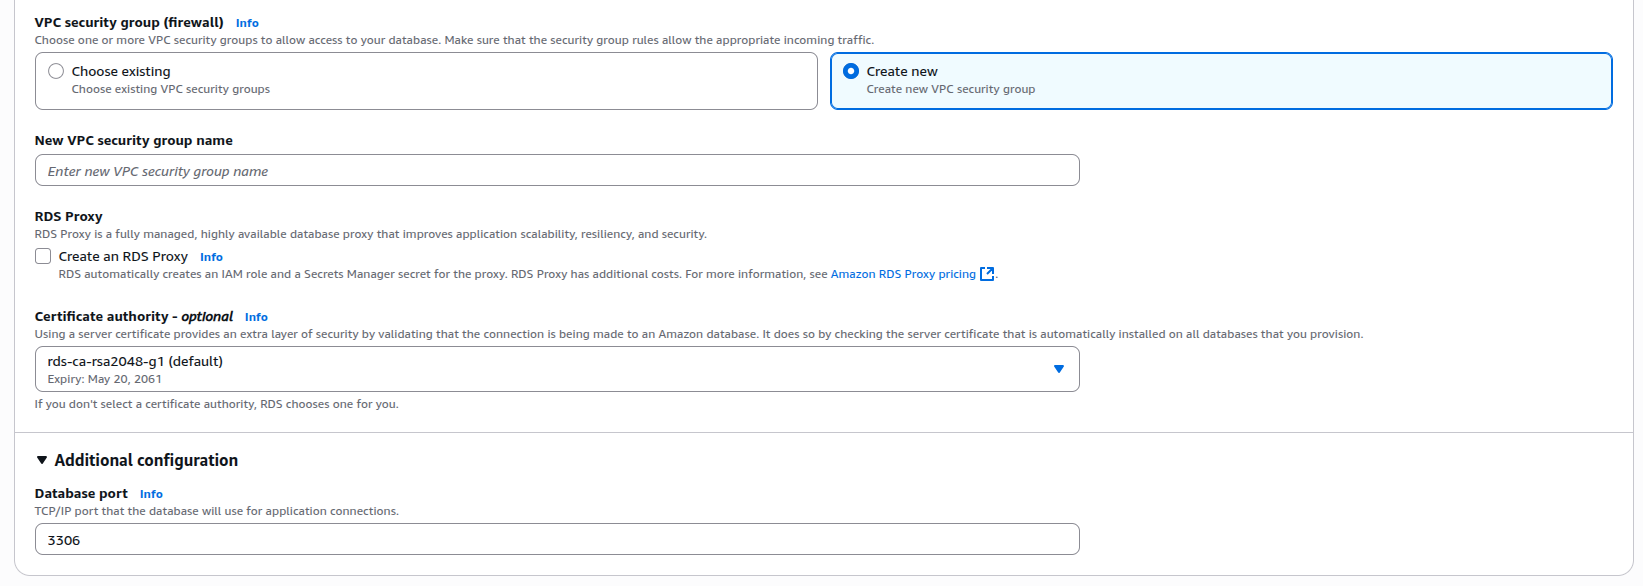 VPC security group (firewall) Info
Choose one or more VPC security groups to allow access to your database. Make sure that the security group rules allow the appropriate incoming traffic.
Choose existing
Choose existing VPC security groups
Create new
Create new VPC security group
New VPC security group name
Enter new VPC security group name
RDS Proxy
RDS Proxy is a fully managed, highly available database proxy that improves application scalability, resiliency, and security.
Create an RDS Proxy Info
RDS automatically creates an IAM role and a Secrets Manager secret for the proxy. RDS Proxy has additional costs. For more information, see Amazon RDS Proxy pricing.
Certificate authority - optional Info
Using a server certificate provides an extra layer of security by validating that the connection is being made to an Amazon database. It does so by checking the server certificate that is automatically installed on all databases that you provision.
rds-ca-rsa2048-g1 (default)
Expiry: May 20, 2061
If you don't select a certificate authority, RDS chooses one for you.
Additional configuration
Database port Info
TCP/IP port that the database will use for application connections.
3306